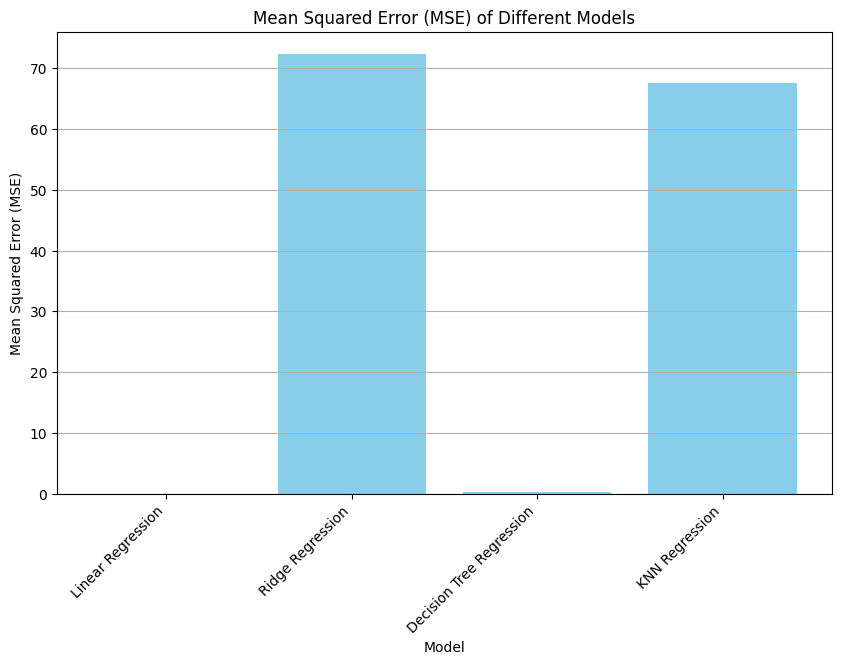 Mean Squared Error (MSE) of Different Models
Mean Squared Error (MSE)
70
60
50
40
30
20
10
0
Linear Regression
Ridge Regression
Decision Tree Regression
KNN Regression
Model